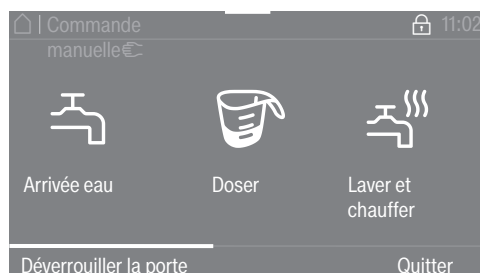 Commande 11:02
manuelle
Arrivée eau Doser Laver et
chauffer
Déverrouiller la porte Quitter